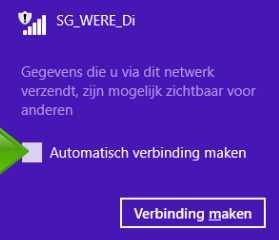 SG_WERE_Di
Gegevens die u via dit netwerk
verzendt, zijn mogelijk zichtbaar voor
anderen
Automatisch verbinding maken
Verbinding maken